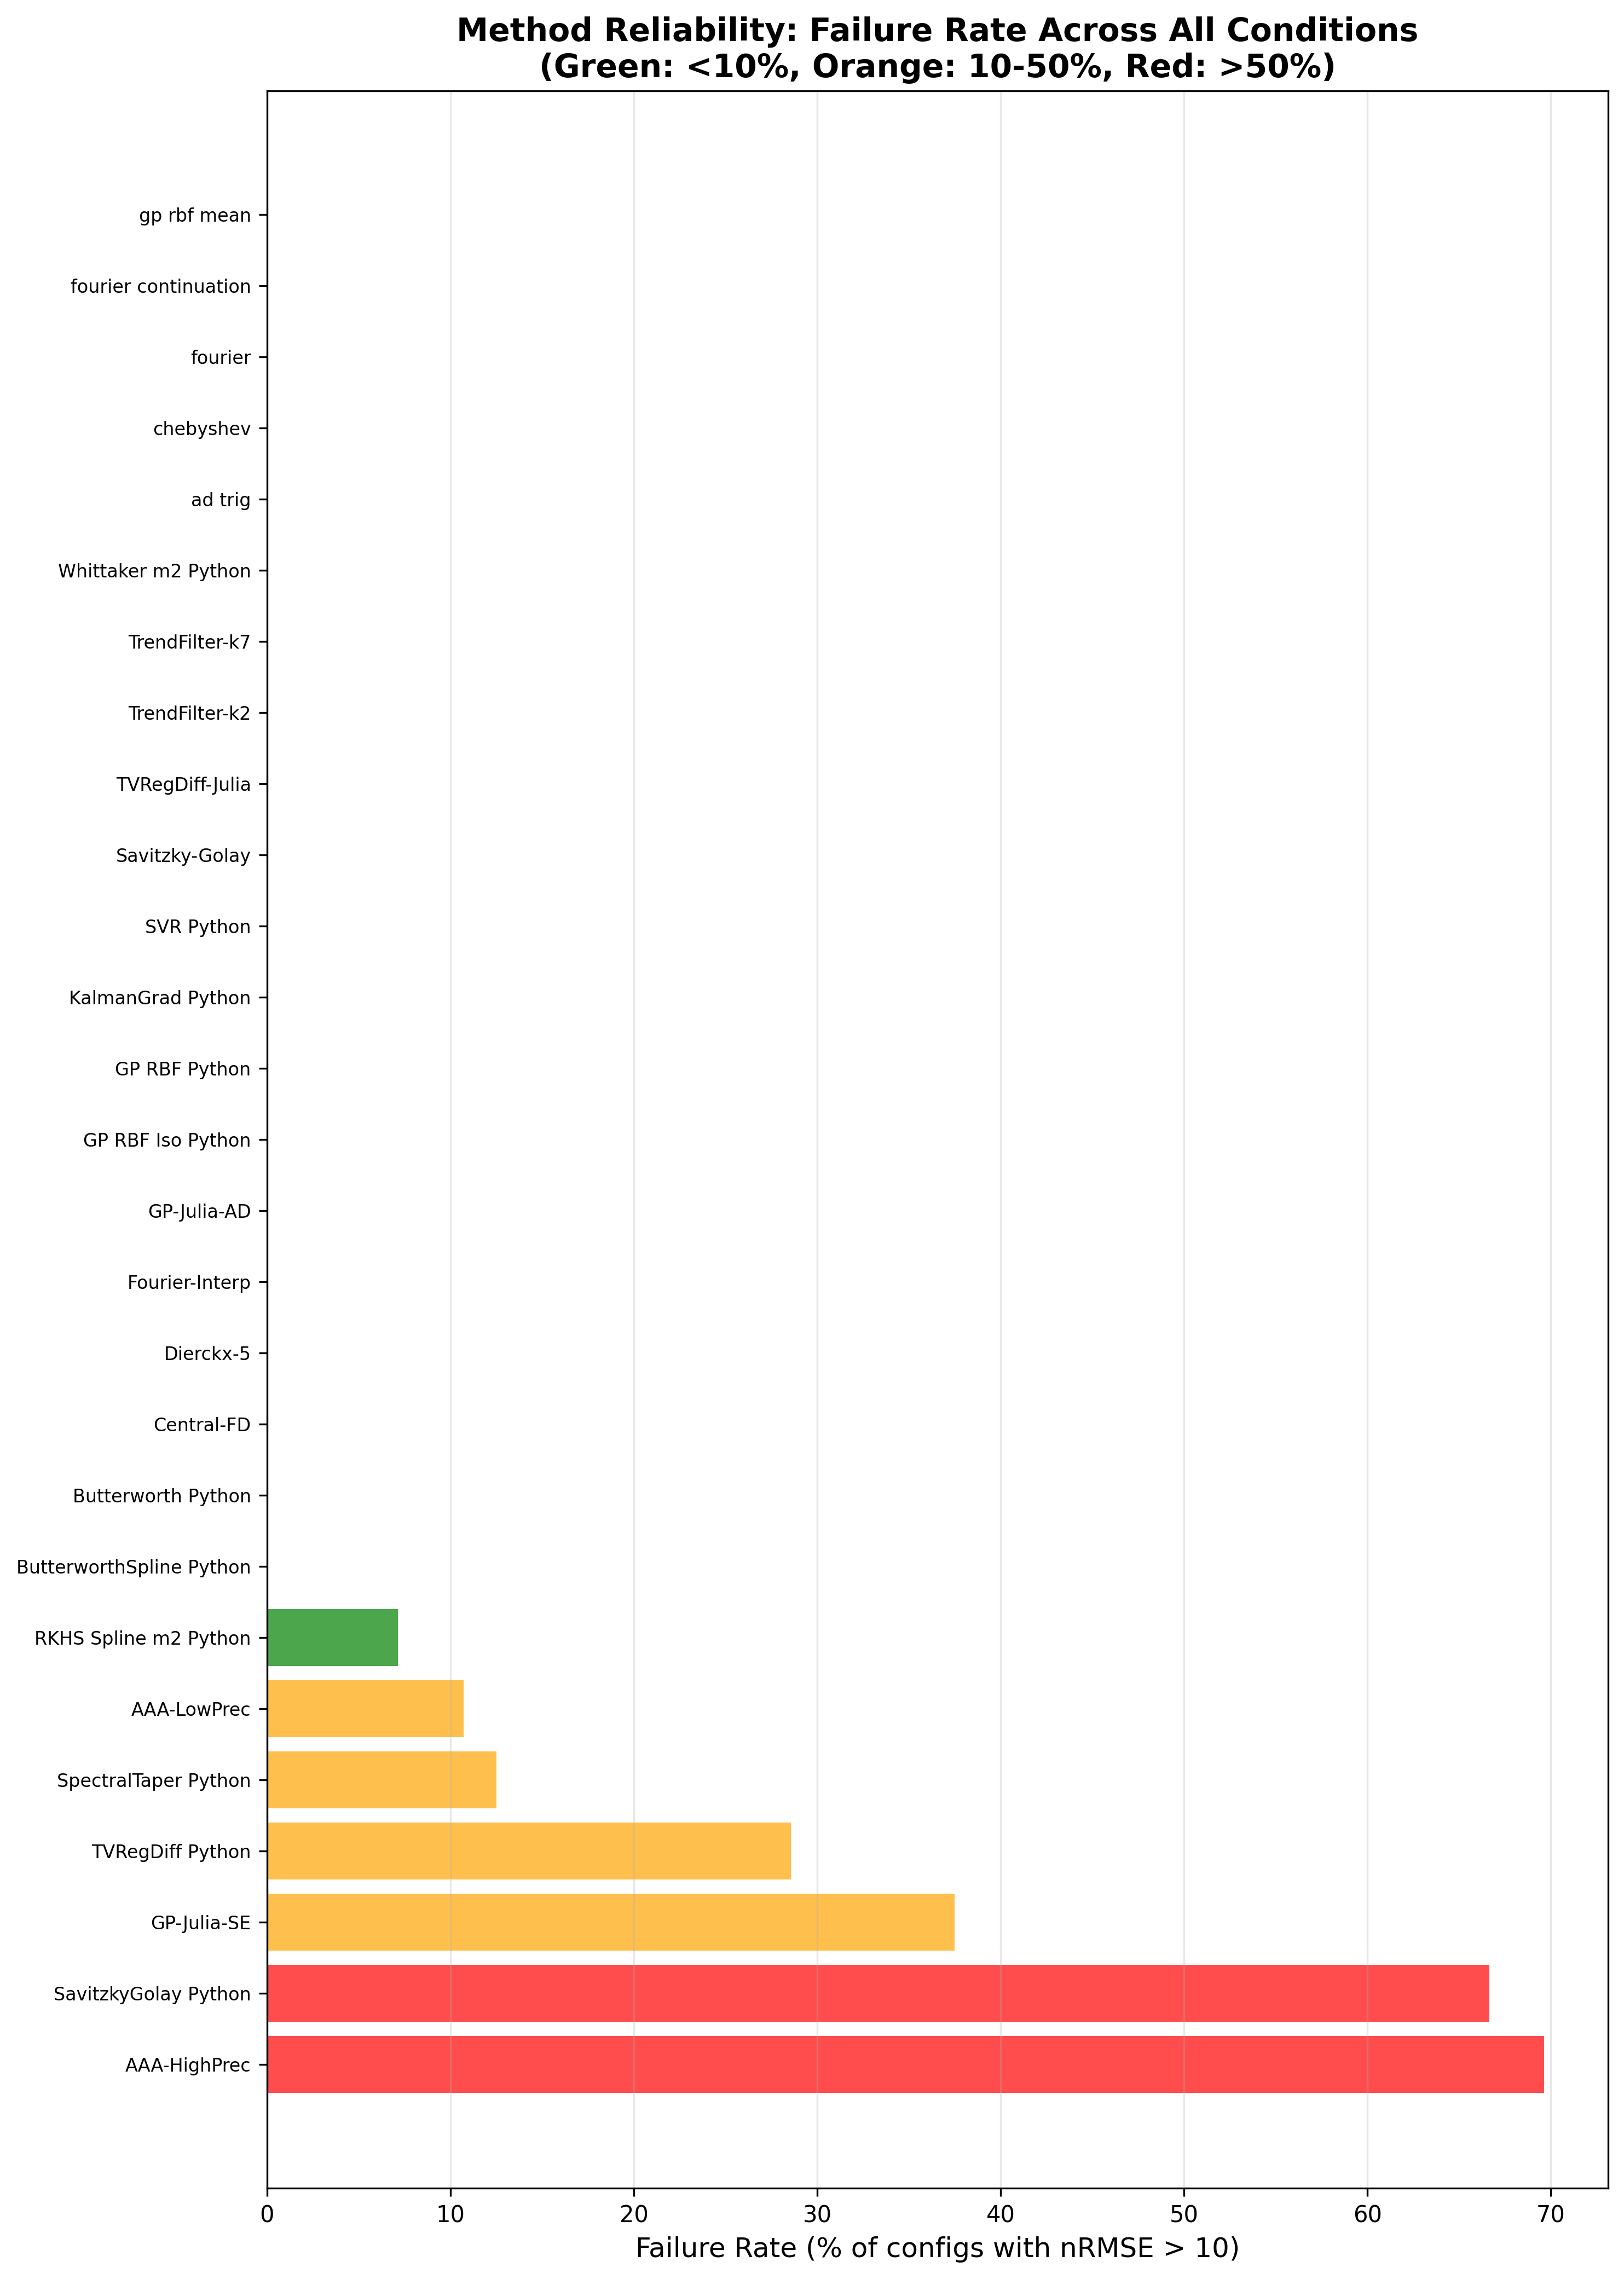 Method Reliability: Failure Rate Across All Conditions
(Green: <10%, Orange: 10-50%, Red: >50%)
gp rbf mean
fourier continuation
fourier
chebyshev
ad trig
Whittaker m2 Python
TrendFilter-k7
TrendFilter-k2
TVRegDiff-Julia
Savitzky-Golay
SVR Python
KalmanGrad Python
GP RBF Python
GP RBF Iso Python
GP-Julia-AD
Fourier-Interp
Dierckx-5
Central-FD
Butterworth Python
ButterworthSpline Python
RKHS Spline m2 Python
AAA-LowPrec
SpectralTaper Python
TVRegDiff Python
GP-Julia-SE
SavitzkyGolay Python
AAA-HighPrec
0 10 20 30 40 50 60 70
Failure Rate (% of configs with nRMSE > 10)